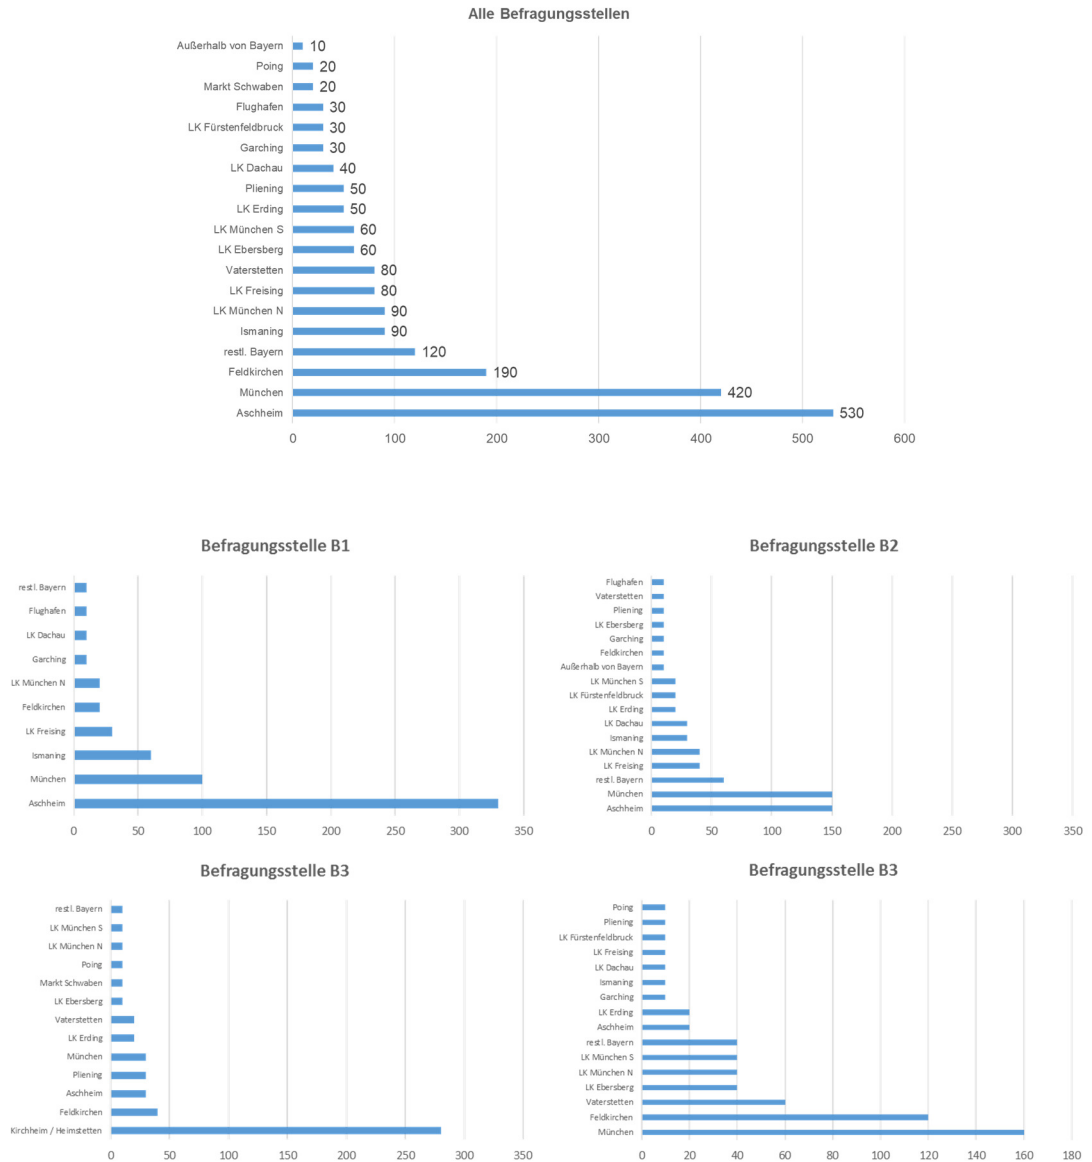 Alle Befragungsstellen
Außerhalb von Bayern 10
Poing 20
Markt Schwaben 20
Flughafen 30
LK Fürstenfeldbruck 30
Garching 30
LK Dachau 40
Pliening 50
LK Erding 50
LK München S 60
LK Ebersberg 60
Vaterstetten 80
LK Freising 80
LK München N 90
Ismaning 90
restl. Bayern 120
Feldkirchen 190
München 420
Aschheim 530
0 100 200 300 400 500 600
Befragungsstelle B1
restl. Bayern
Flughafen
LK Dachau
Garching
LK München N
Feldkirchen
LK Freising
Ismaning
München
Aschheim
0 50 100 150 200 250 300 350
Befragungsstelle B2
Flughafen
Vaterstetten
Pliening
LK Ebersberg
Garching
Feldkirchen
Außerhalb von Bayern
LK München S
LK Fürstenfeldbruck
LK Erding
LK Dachau
Ismaning
LK München N
LK Freising
restl. Bayern
München
Aschheim
0 50 100 150 200 250 300 350
Befragungsstelle B3
restl. Bayern
LK München S
LK München N
Poing
Markt Schwaben
LK Ebersberg
Vaterstetten
LK Erding
München
Pliening
Aschheim
Feldkirchen
Kirchheim / Heimstetten
0 50 100 150 200 250 300 350
Befragungsstelle B3
Poing
Pliening
LK Fürstenfeldbruck
LK Freising
LK Dachau
Ismaning
Garching
LK Erding
Aschheim
restl. Bayern
LK München S
LK München N
LK Ebersberg
Vaterstetten
Feldkirchen
München
0 20 40 60 80 100 120 140 160 180